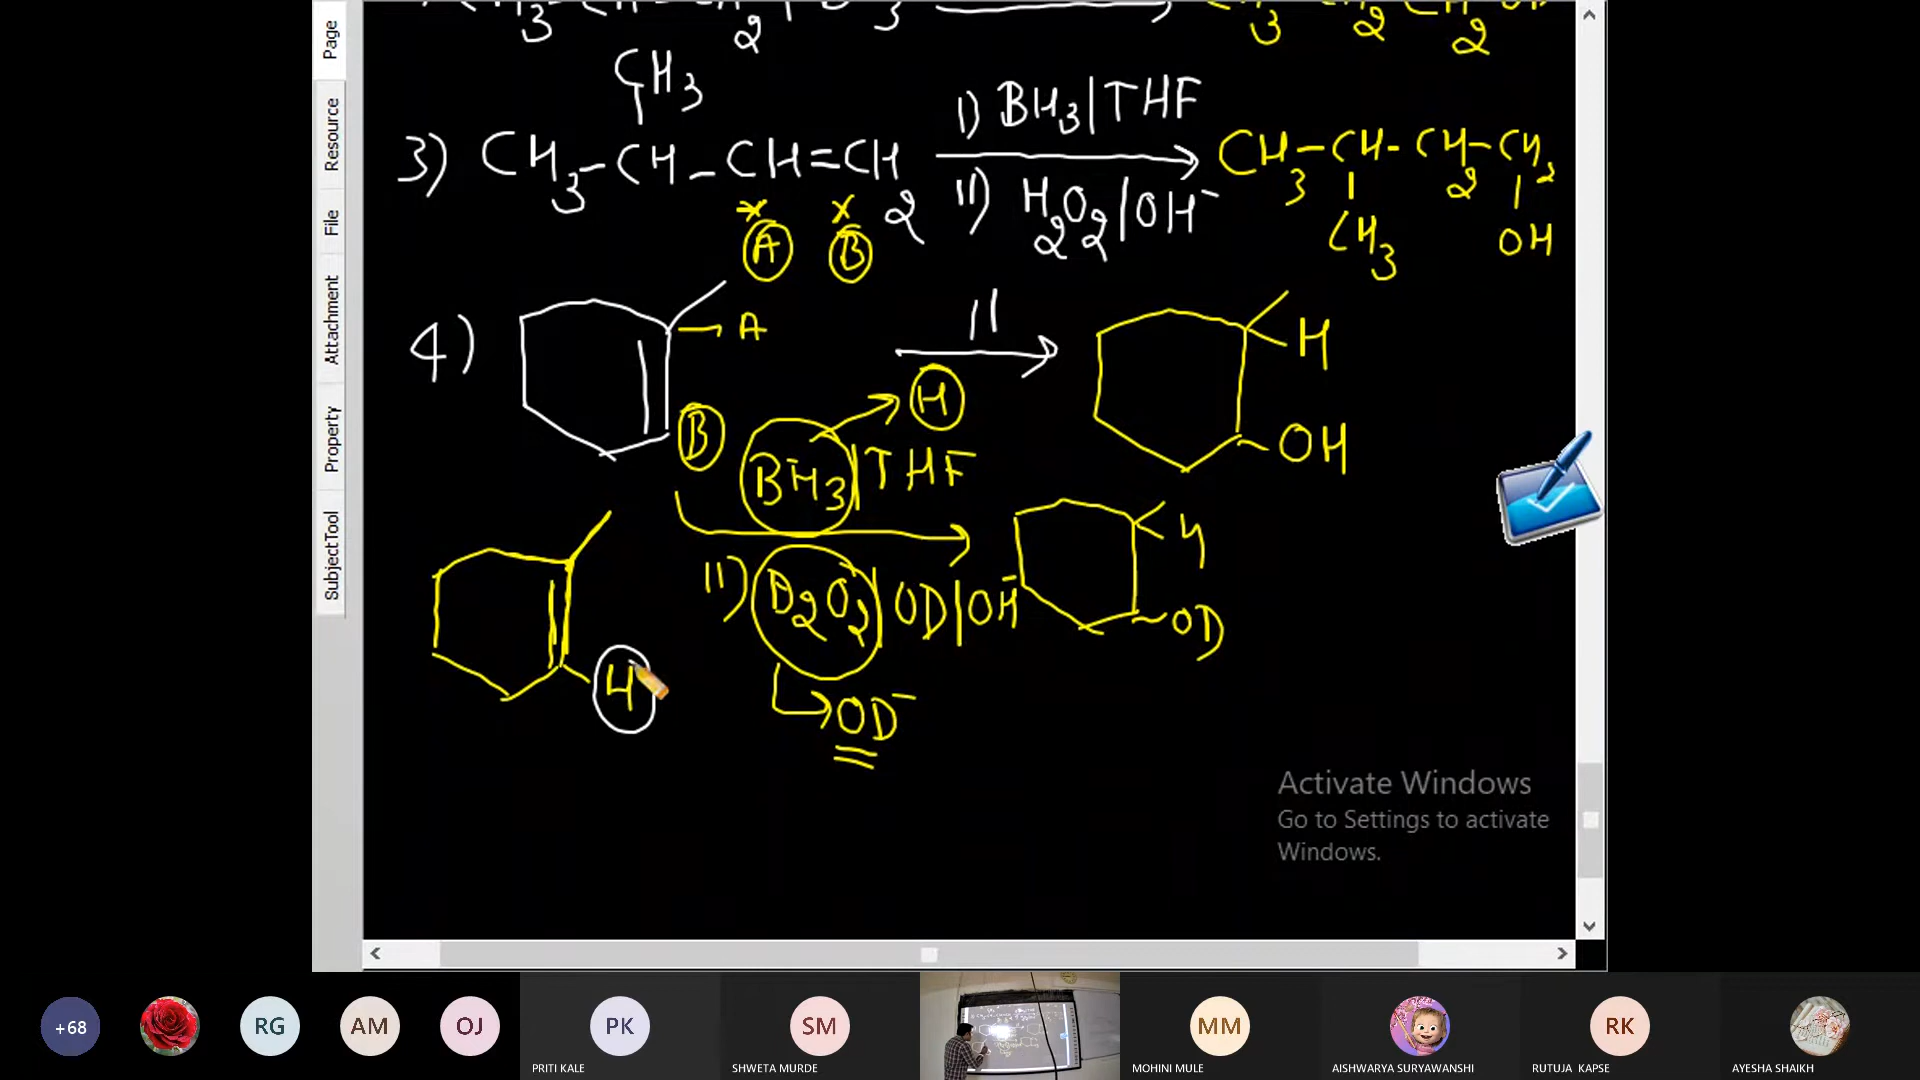 Page
Resource
File
Attachment
Property
SubjectTool
CH3
3) CH3-CH-CH=CH2
I) BH3|THF
II) H2O2|OH-
CH3-CH-CH2-CH2
CH3
OH
A
B
4)
A
B
II
H
OH
H
BH3|THF
II) D2O2|OD|OH-
OD-
H
OD
H
Activate Windows
Go to Settings to activate
Windows.
+68
RG
AM
OJ
PK
SM
MM
RK
PRITI KALE
SHWETA MURDE
MOHINI MULE
AISHWARYA SURYAWANSHI
RUTUJA KAPSE
AYESHA SHAIKH